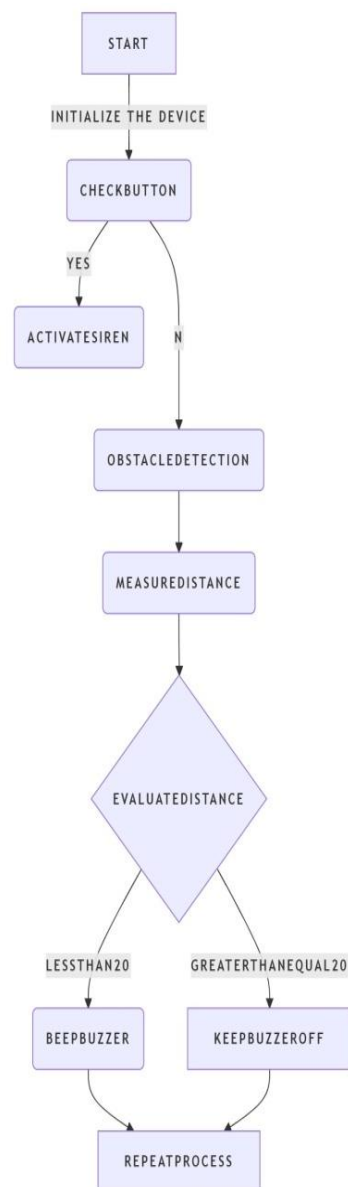 START
INITIALIZE THE DEVICE
CHECKBUTTON
YES
ACTIVATESIREN
N
OBSTACLEDETECTION
MEASUREDISTANCE
EVALUATEDISTANCE
LESSTHAN20
GREATERTHANEQUAL20
BEEPBUZZER
KEEPBUZZEROFF
REPEATPROCESS